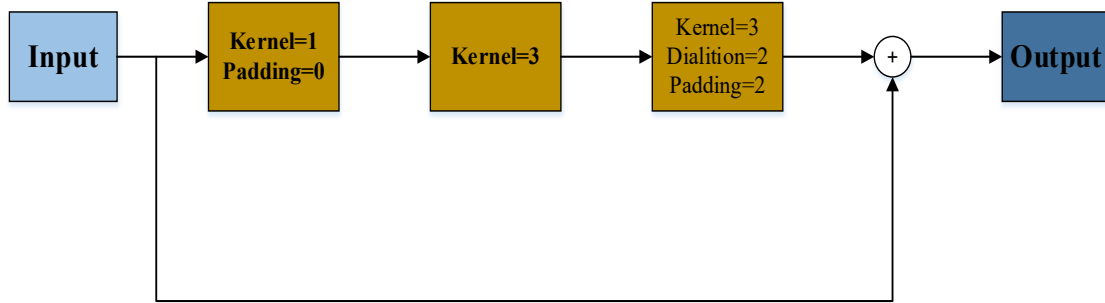 Input
Kernel=1
Padding=0
Kernel=3
Kernel=3
Dialition=2
Padding=2
+
Output